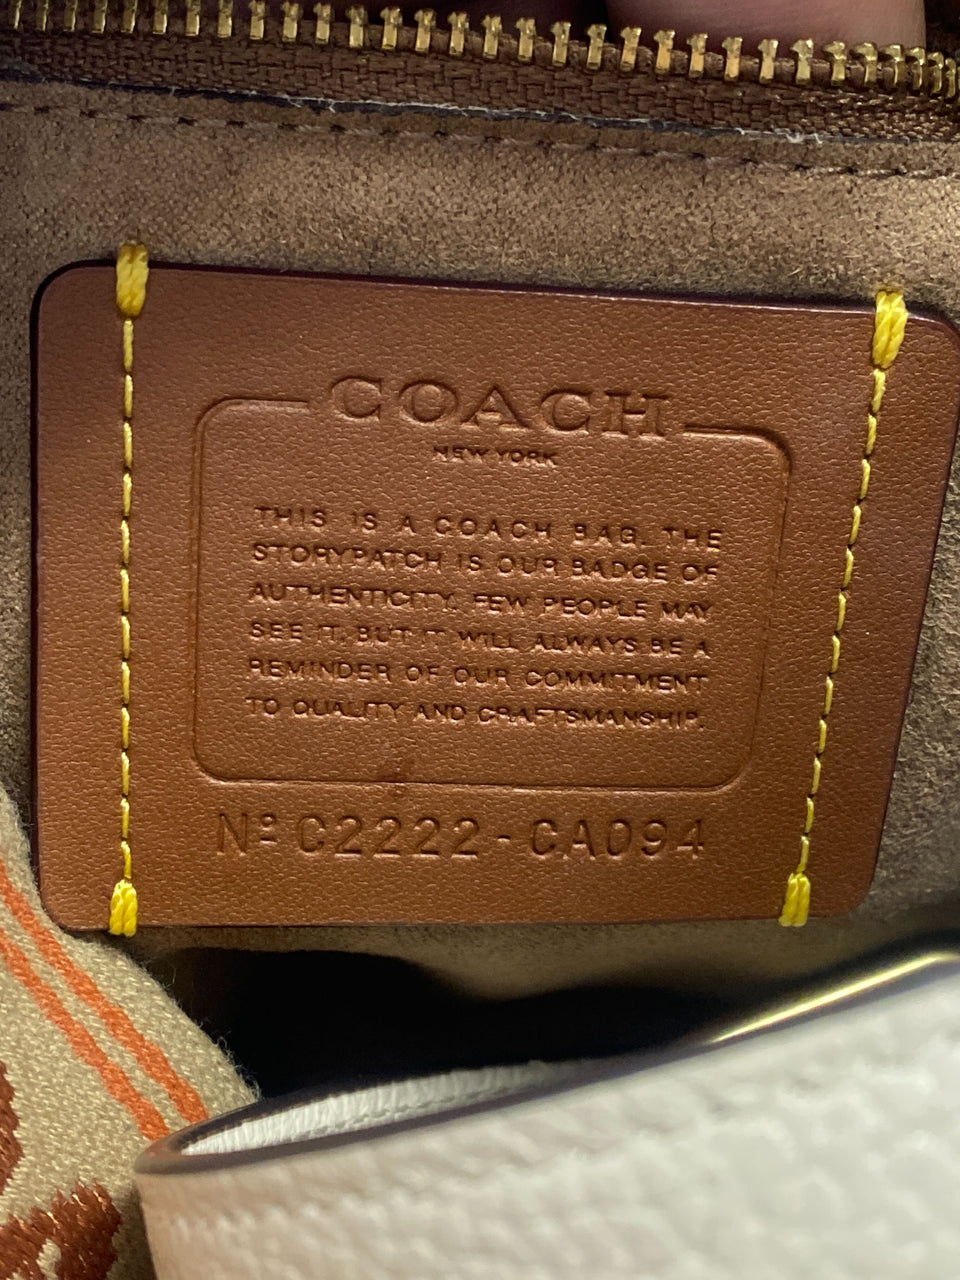 COACH
NEW YORK
THIS IS A COACH BAG. THE
STORYPATCH IS OUR BADGE OF
AUTHENTICITY. FEW PEOPLE MAY
SEE IT. BUT IT WILL ALWAYS BE A
REMINDER OF OUR COMMITMENT
TO QUALITY AND CRAFTSMANSHIP.
Nº C2222-CA094